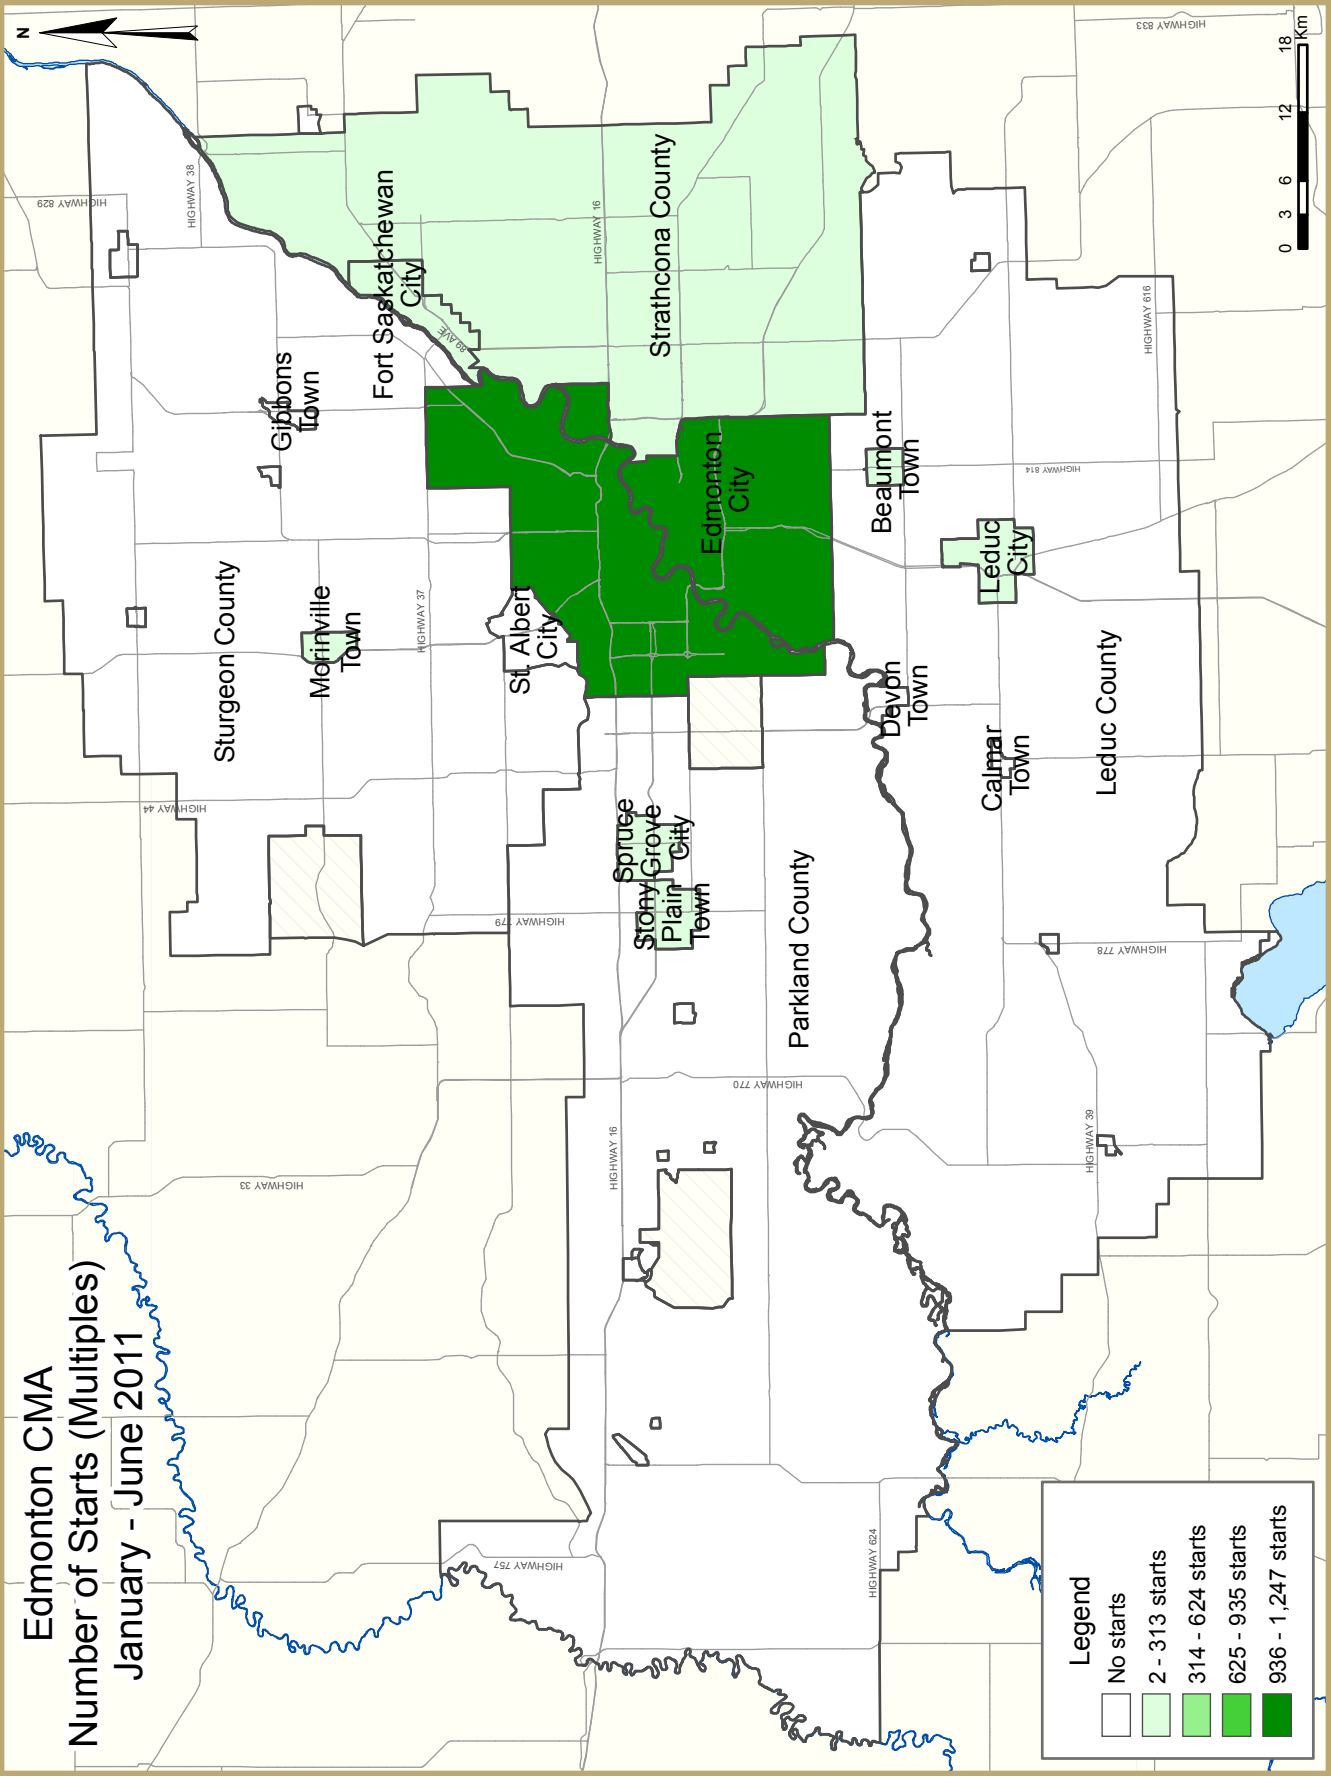 Edmonton CMA
Number of Starts (Multiples)
January - June 2011
N
HIGHWAY 829
HIGHWAY 38
HIGHWAY 833
Gibbons
Town
Fort Saskatchewan
City
89 AVE
HIGHWAY 16
Strathcona County
Sturgeon County
Morinville
Town
HIGHWAY 37
HIGHWAY 44
St. Albert
City
Edmonton
City
Beaumont
Town
HIGHWAY 814
HIGHWAY 616
Leduc
City
Devon
Town
Calmar
Town
Leduc County
Spruce
Grove
City
Stony
Plain
Town
HIGHWAY 779
Parkland County
HIGHWAY 778
HIGHWAY 770
HIGHWAY 16
HIGHWAY 33
HIGHWAY 39
HIGHWAY 757
HIGHWAY 624
Legend
No starts
2 - 313 starts
314 - 624 starts
625 - 935 starts
936 - 1,247 starts
0 3 6 12 18
Km